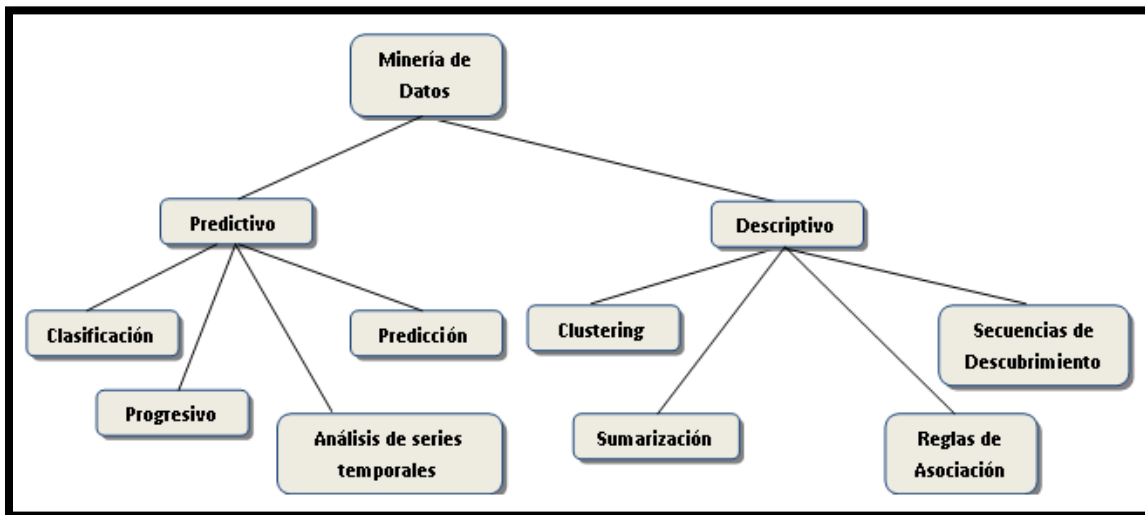 Minería de
Datos
Predictivo
Descriptivo
Clasificación
Predicción
Progresivo
Análisis de series
temporales
Clustering
Secuencias de
Descubrimiento
Sumarización
Reglas de
Asociación